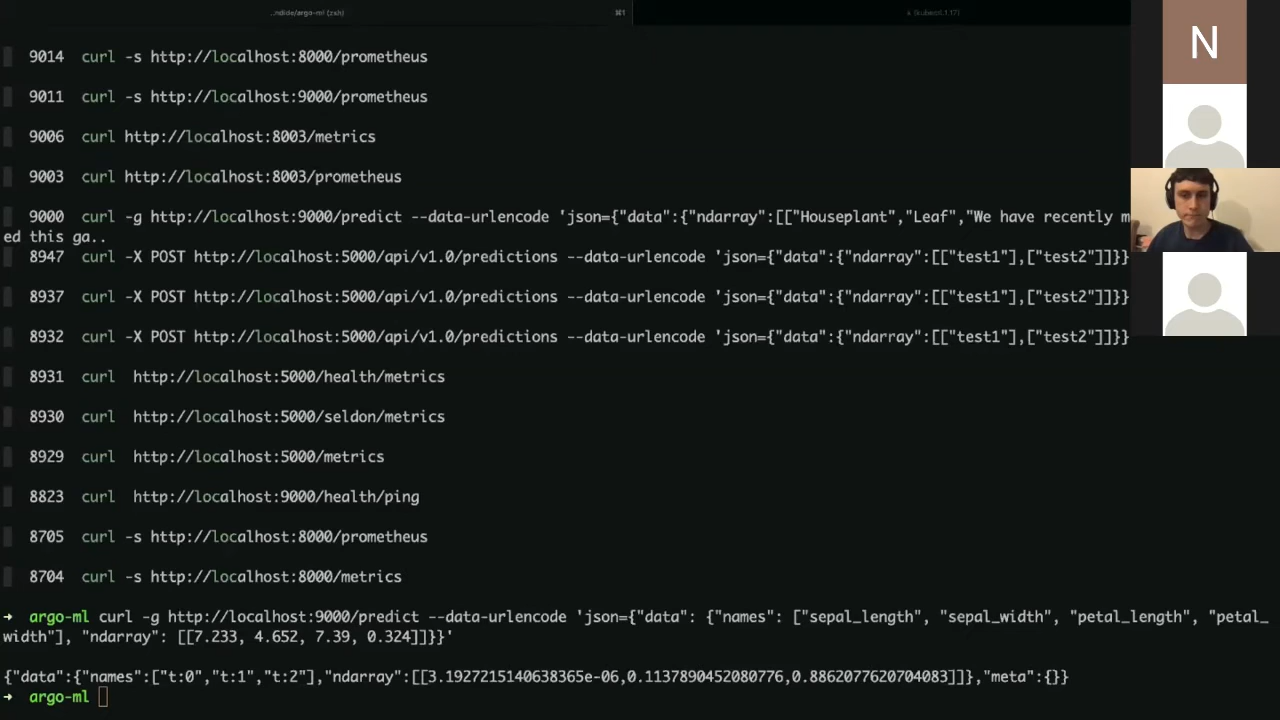 ..ndide/argo-ml (zsh)
⌘1
(kubectl.1.17)
N
9014 curl -s http://localhost:8000/prometheus
9011 curl -s http://localhost:9000/prometheus
9006 curl http://localhost:8003/metrics
9003 curl http://localhost:8003/prometheus
9000 curl -g http://localhost:9000/predict --data-urlencode 'json={"data":{"ndarray":[["Houseplant","Leaf","We have recently m
ed this ga..
8947 curl -X POST http://localhost:5000/api/v1.0/predictions --data-urlencode 'json={"data":{"ndarray":[["test1"],["test2"]]}}
8937 curl -X POST http://localhost:5000/api/v1.0/predictions --data-urlencode 'json={"data":{"ndarray":[["test1"],["test2"]]}}
8932 curl -X POST http://localhost:5000/api/v1.0/predictions --data-urlencode 'json={"data":{"ndarray":[["test1"],["test2"]]}}
8931 curl  http://localhost:5000/health/metrics
8930 curl  http://localhost:5000/seldon/metrics
8929 curl  http://localhost:5000/metrics
8823 curl  http://localhost:9000/health/ping
8705 curl -s http://localhost:8000/prometheus
8704 curl -s http://localhost:8000/metrics
➜ argo-ml curl -g http://localhost:9000/predict --data-urlencode 'json={"data": {"names": ["sepal_length", "sepal_width", "petal_length", "petal_
width"], "ndarray": [[7.233, 4.652, 7.39, 0.324]]}}'
{"data":{"names":["t:0","t:1","t:2"],"ndarray":[[3.1927215140638365e-06,0.1137890452080776,0.8862077620704083]]},"meta":{}}
➜ argo-ml